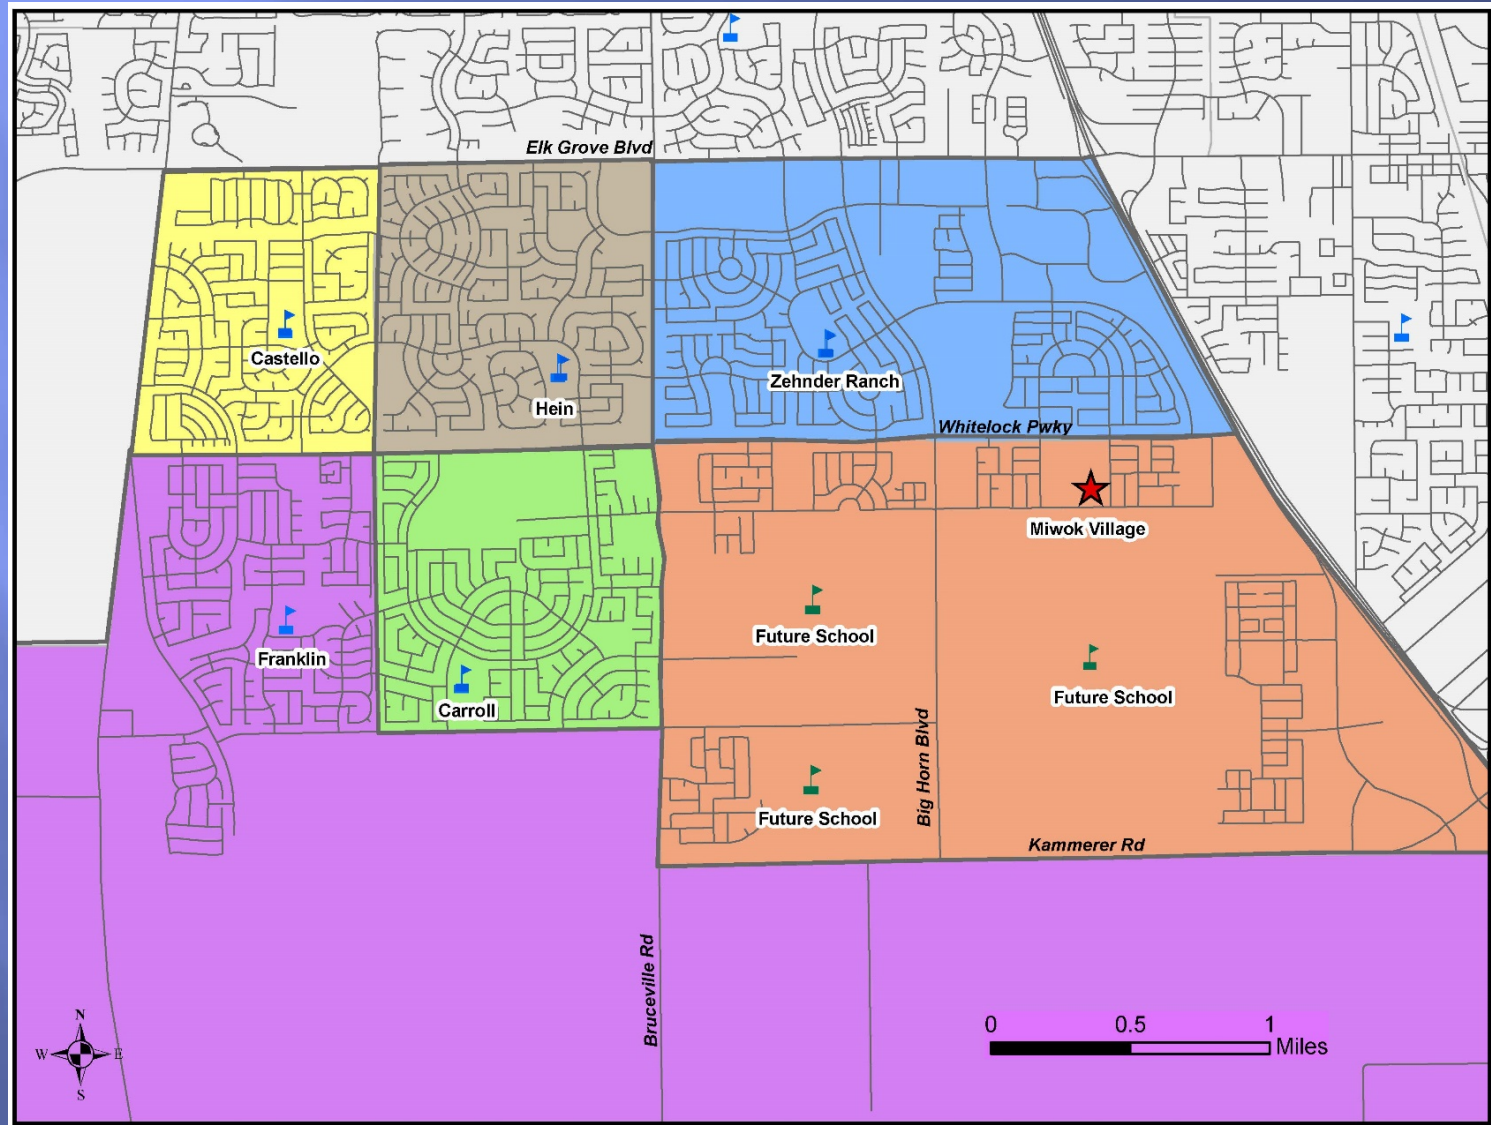 Elk Grove Blvd
Castello
Hein
Zehnder Ranch
Whitelock Pwky
Miwok Village
Future School
Franklin
Future School
Carroll
Big Horn Blvd
Future School
Kammerer Rd
Bruceville Rd
N
W E
S
0 0.5 1
Miles